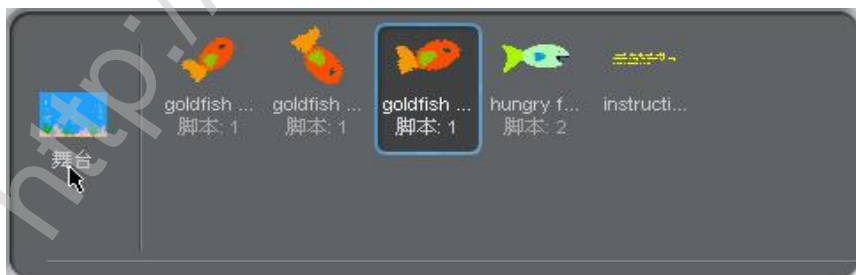 http://
goldfish ...
脚本: 1
goldfish ...
脚本: 1
goldfish ...
脚本: 1
hungry f...
脚本: 2
instructi...
舞台